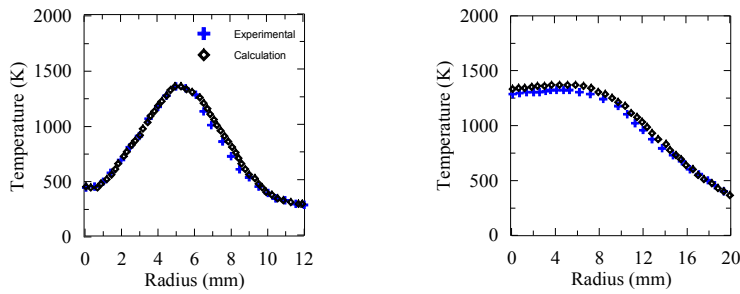 2000
1500
1000
500
0
Temperature (K)
Experimental
Calculation
0 2 4 6 8 10 12
Radius (mm)
2000
1500
1000
500
0
Temperature (K)
0 4 8 12 16 20
Radius (mm)